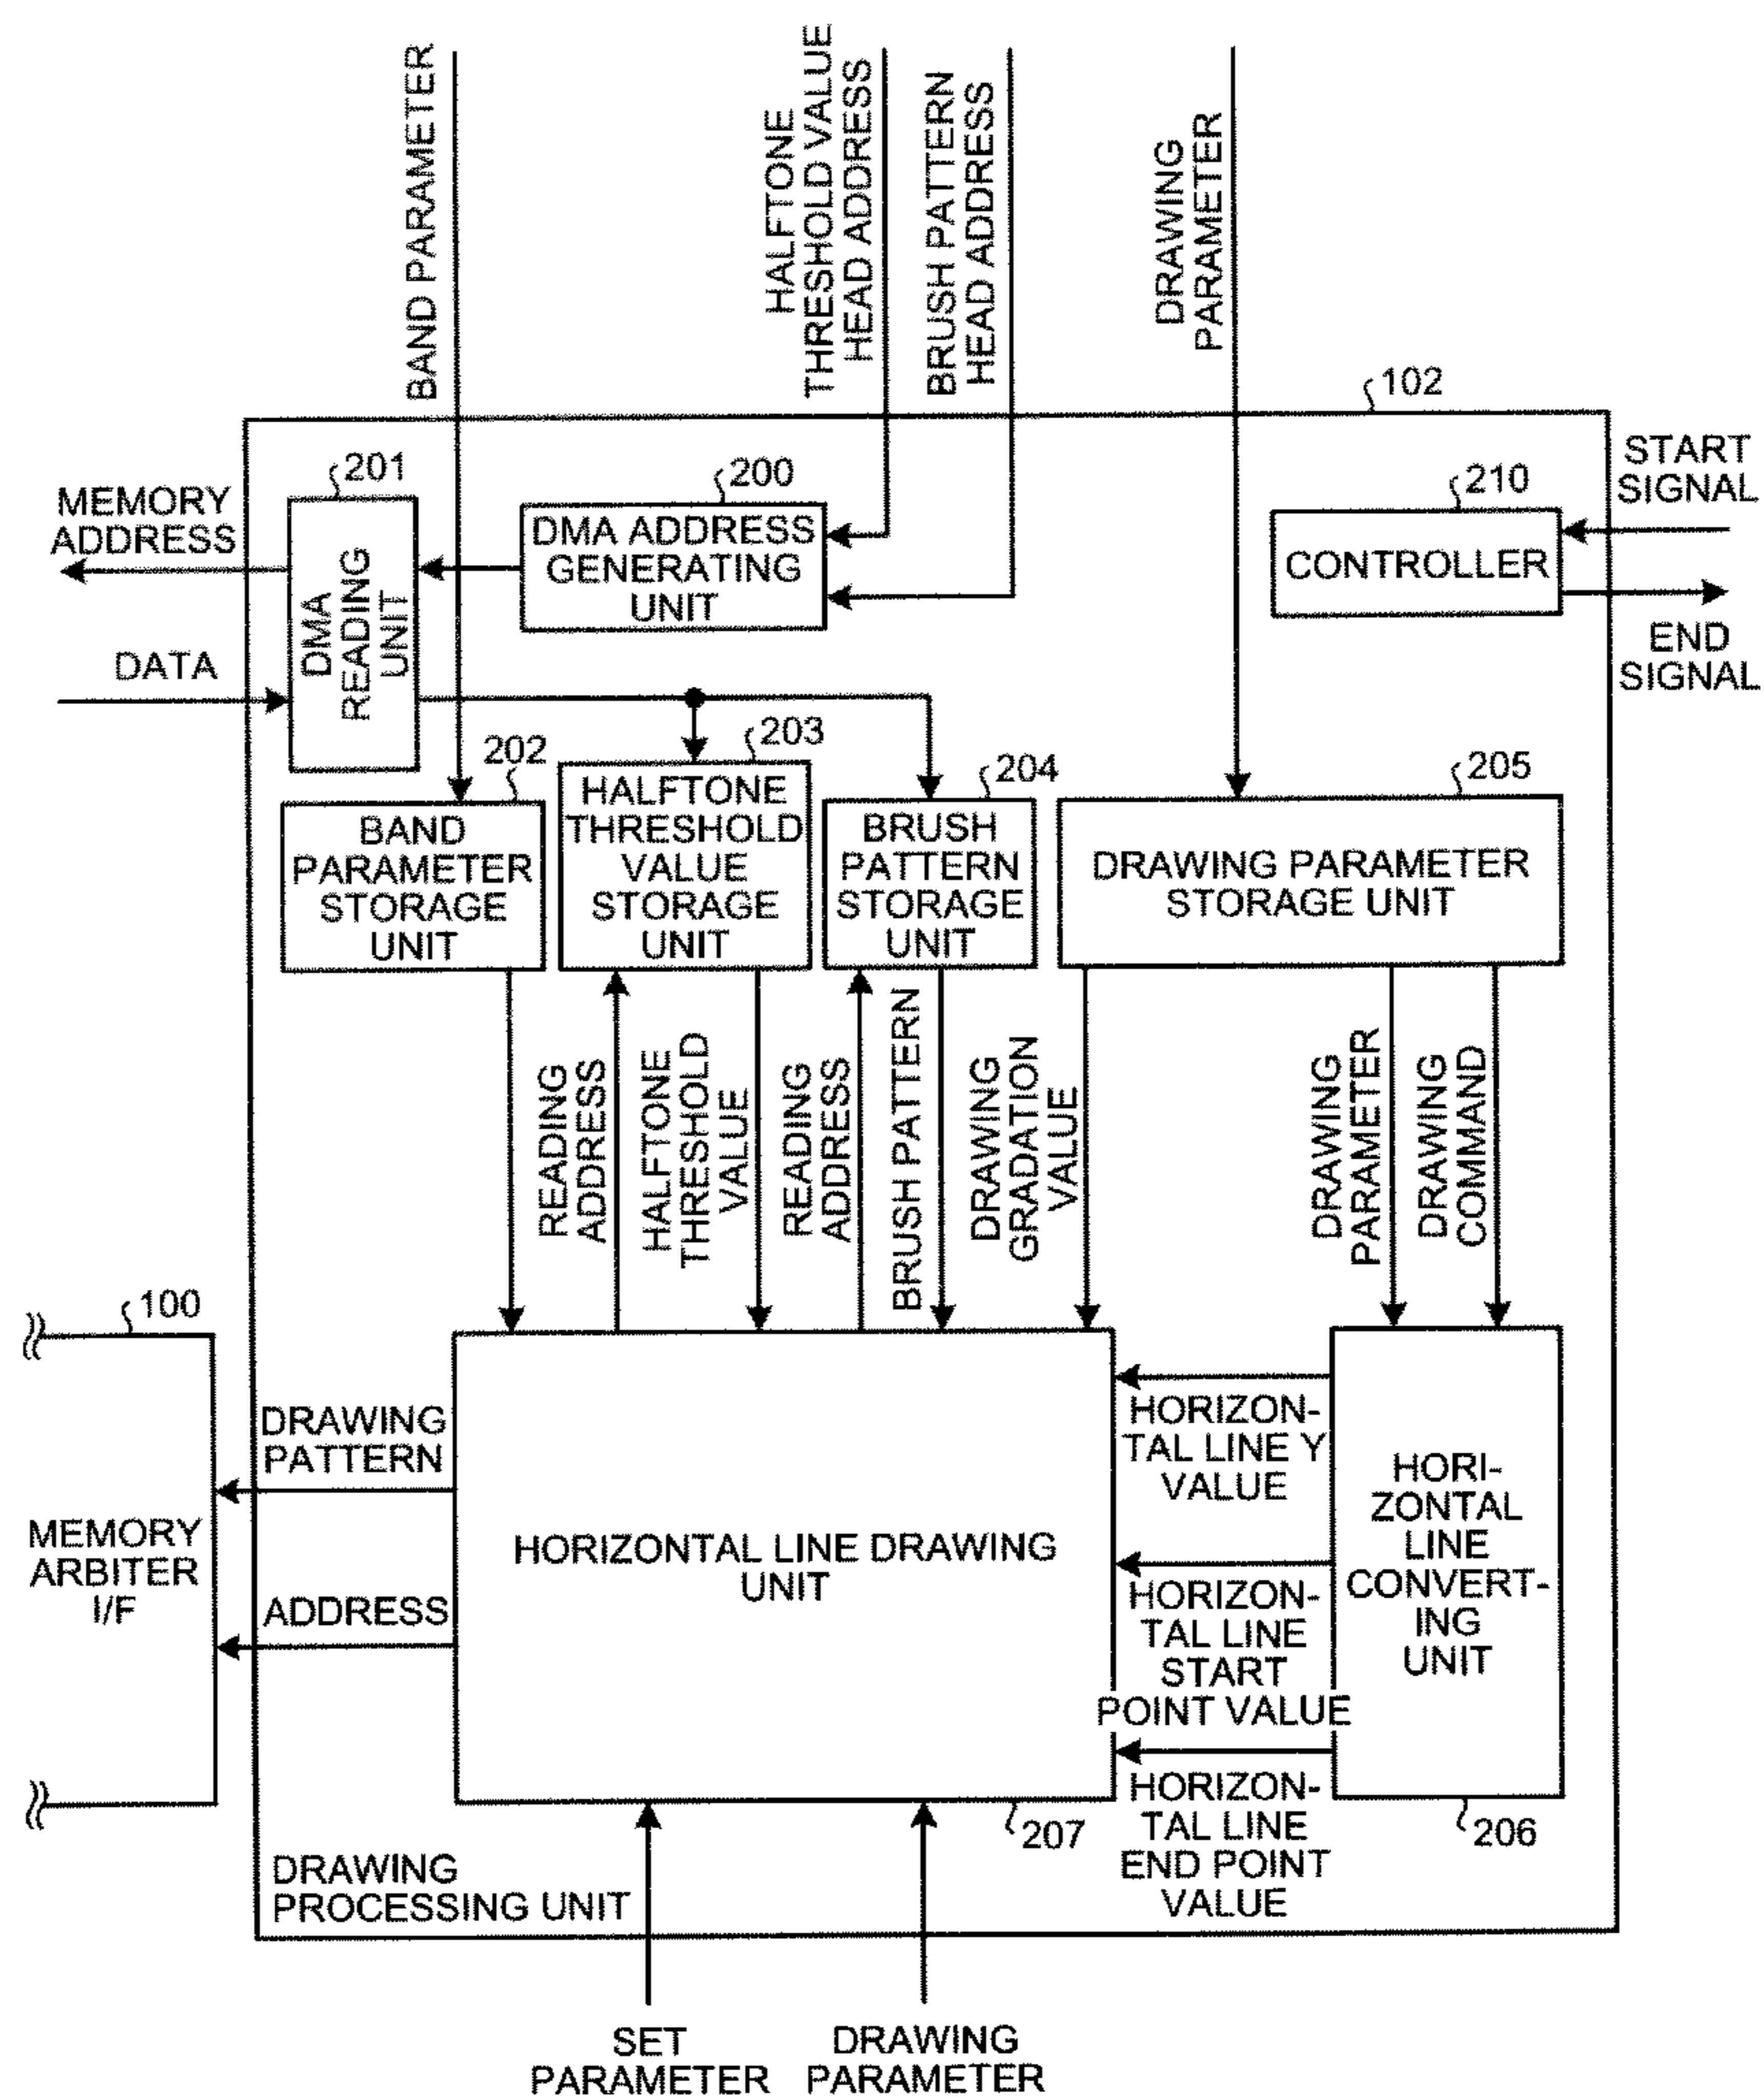 BAND PARAMETER
HALFTONE
THRESHOLD VALUE
HEAD ADDRESS
BRUSH PATTERN
HEAD ADDRESS
DRAWING
PARAMETER
102
MEMORY
ADDRESS
201
DMA
READING
UNIT
200
DMA ADDRESS
GENERATING
UNIT
210
CONTROLLER
START
SIGNAL
END
SIGNAL
DATA
202
BAND
PARAMETER
STORAGE
UNIT
203
HALFTONE
THRESHOLD
VALUE
STORAGE
UNIT
204
BRUSH
PATTERN
STORAGE
UNIT
205
DRAWING PARAMETER
STORAGE UNIT
READING
ADDRESS
HALFTONE
THRESHOLD
VALUE
READING
ADDRESS
BRUSH PATTERN
DRAWING
GRADATION
VALUE
DRAWING
PARAMETER
DRAWING
COMMAND
100
MEMORY
ARBITER
I/F
DRAWING
PATTERN
ADDRESS
HORIZONTAL LINE DRAWING
UNIT
207
HORIZON-
TAL LINE Y
VALUE
HORIZON-
TAL LINE
START
POINT VALUE
HORIZON-
TAL LINE
END POINT
VALUE
HORI-
ZONTAL
LINE
CONVERT-
ING
UNIT
206
DRAWING
PROCESSING UNIT
SET
PARAMETER
DRAWING
PARAMETER